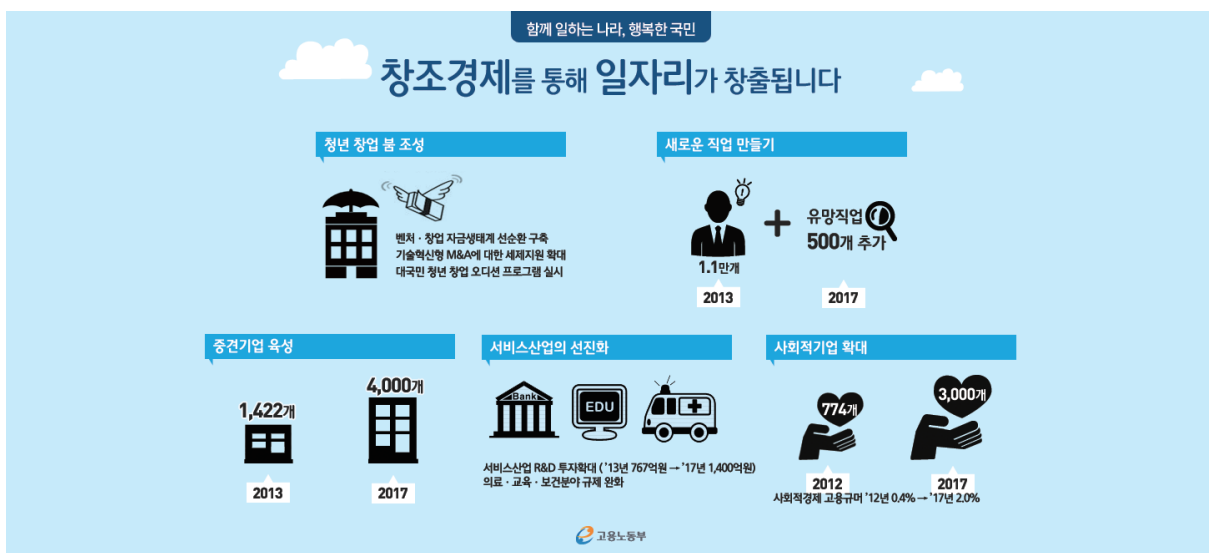 함께 일하는 나라, 행복한 국민
창조경제를 통해 일자리가 창출됩니다
청년 창업 붐 조성
벤처 · 창업 자금생태계 선순환 구축
기술혁신형 M&A에 대한 세제지원 확대
대국민 청년 창업 오디션 프로그램 실시
새로운 직업 만들기
1.1만개
2013
+
유망직업
500개 추가
2017
중견기업 육성
1,422개
2013
4,000개
2017
서비스산업의 선진화
Bank
EDU
서비스산업 R&D 투자확대 ( ’13년 767억원 → ’17년 1,400억원)
의료 · 교육 · 보건분야 규제 완화
사회적기업 확대
774개
2012
3,000개
2017
사회적경제 고용규머 ’12년 0.4% → ’17년 2.0%
고용노동부